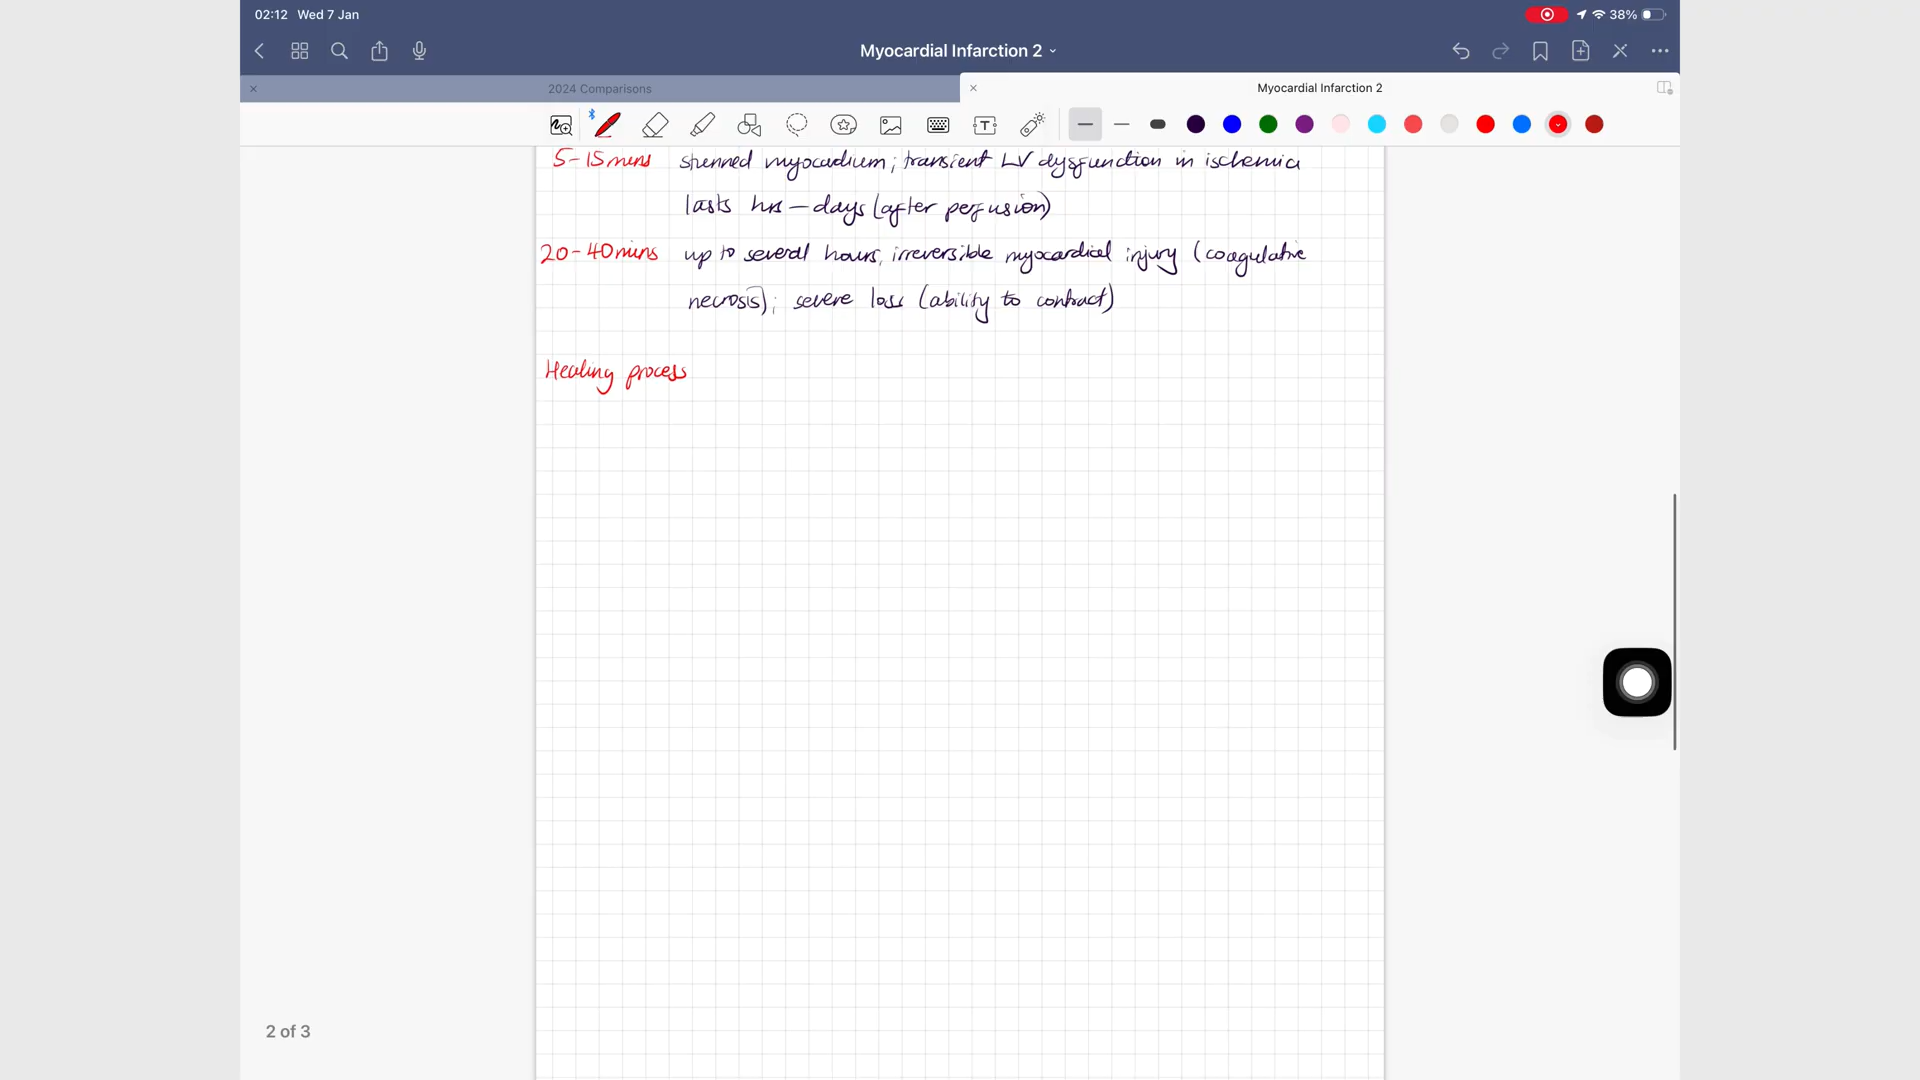 02:12 Wed 7 Jan
38%
Myocardial Infarction 2
2024 Comparisons
Myocardial Infarction 2
5-15mins stunned myocardium; transient LV dysfunction in ischemia
lasts hrs - days (after perfusion)
20-40mins up to several hours, irreversible myocardical injury (coagulative
necrosis); severe loss (ability to contract)
Healing process
2 of 3